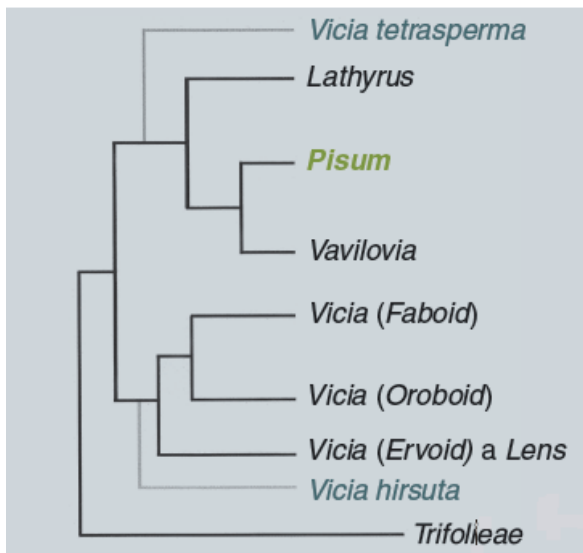 Vicia tetrasperma
Lathyrus
Pisum
Vavilovia
Vicia (Faboid)
Vicia (Oroboid)
Vicia (Ervoid) a Lens
Vicia hirsuta
Trifolieae